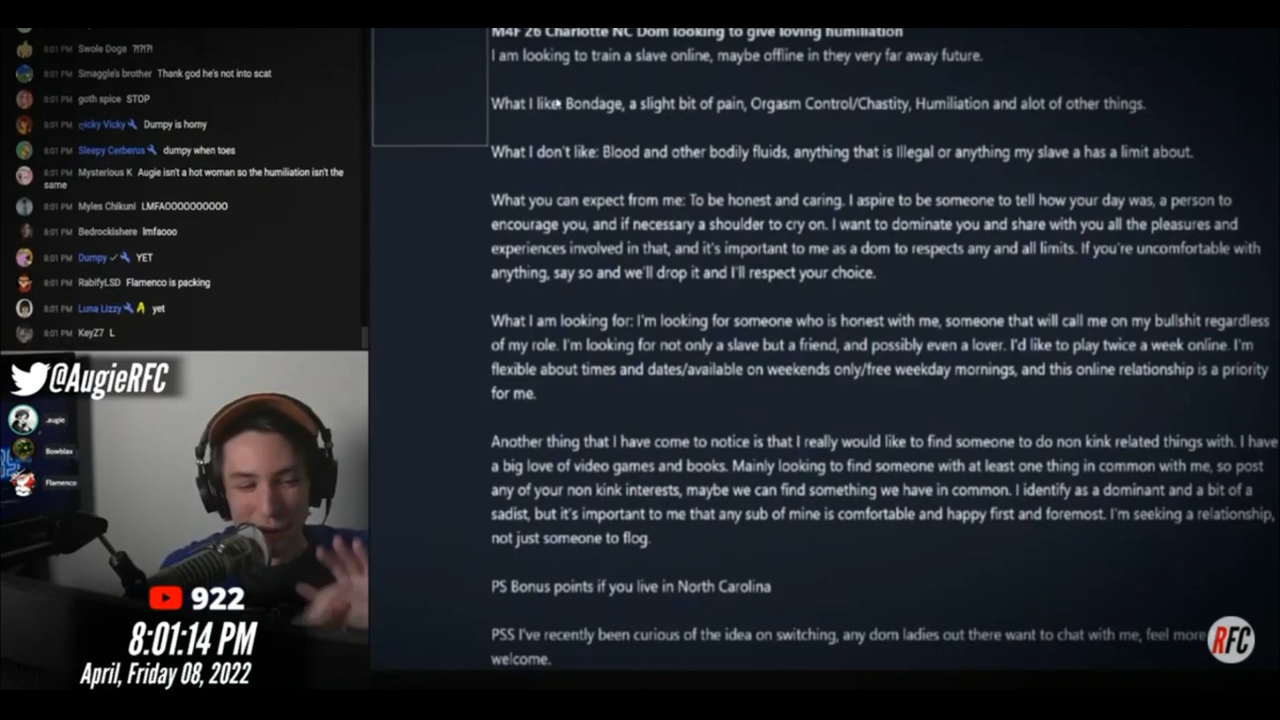 8:01 PM Swole Doge ?!?!?!
8:01 PM Smaggle's brother Thank god he's not into scat
8:01 PM goth spice STOP
8:01 PM Vicky Dumpy is horny
8:01 PM Sleepy Cerberus dumpy when toes
8:01 PM Mysterious K Augie isn't a hot woman so the humiliation isn't the
same
8:01 PM Myles Chikuni LMFAOOOOOOOOO
8:01 PM Bedrockishere lmfaooo
8:01 PM Dumpy ✓ YET
8:01 PM RabifyLSD Flamenco is packing
8:01 PM Luna Lizzy yet
8:01 PM KeyZ7 L
@AugieRFC
.augie
Bowblax
Flamenco
922
8:01:14 PM
April, Friday 08, 2022
M4F 26 Charlotte NC Dom looking to give loving humiliation
I am looking to train a slave online, maybe offline in they very far away future.
What I like: Bondage, a slight bit of pain, Orgasm Control/Chastity, Humiliation and alot of other things.
What I don't like: Blood and other bodily fluids, anything that is Illegal or anything my slave a has a limit about.
What you can expect from me: To be honest and caring. I aspire to be someone to tell how your day was, a person to
encourage you, and if necessary a shoulder to cry on. I want to dominate you and share with you all the pleasures and
experiences involved in that, and it's important to me as a dom to respects any and all limits. If you're uncomfortable with
anything, say so and we'll drop it and I'll respect your choice.
What I am looking for: I'm looking for someone who is honest with me, someone that will call me on my bullshit regardless
of my role. I'm looking for not only a slave but a friend, and possibly even a lover. I'd like to play twice a week online. I'm
flexible about times and dates/available on weekends only/free weekday mornings, and this online relationship is a priority
for me.
Another thing that I have come to notice is that I really would like to find someone to do non kink related things with. I have
a big love of video games and books. Mainly looking to find someone with at least one thing in common with me, so post
any of your non kink interests, maybe we can find something we have in common. I identify as a dominant and a bit of a
sadist, but it's important to me that any sub of mine is comfortable and happy first and foremost. I'm seeking a relationship,
not just someone to flog.
PS Bonus points if you live in North Carolina
PSS I've recently been curious of the idea on switching, any dom ladies out there want to chat with me, feel more
welcome.
RFC